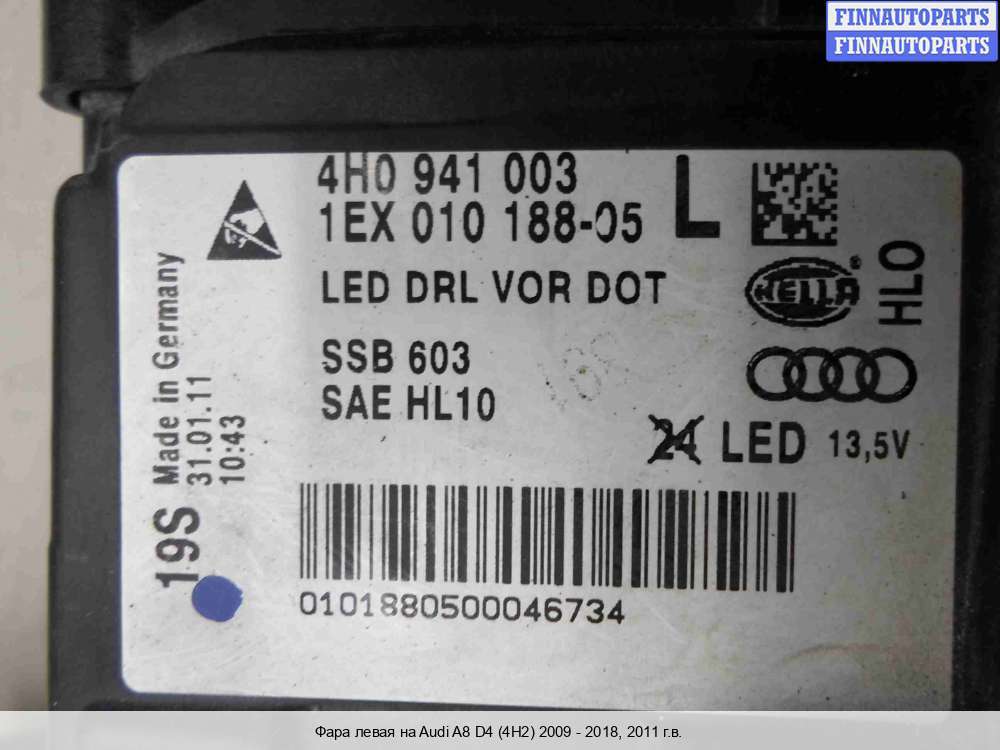 FINNAUTOPARTS
FINNAUTOPARTS
4H0 941 003
1EX 010 188-05
L
LED DRL VOR DOT
HELLA
HLO
SSB 603
SAE HL10
24 LED 13,5V
Made in Germany
31.01.11
10:43
19S
0101880500046734
Фара левая на Audi A8 D4 (4H2) 2009 - 2018, 2011 г.в.